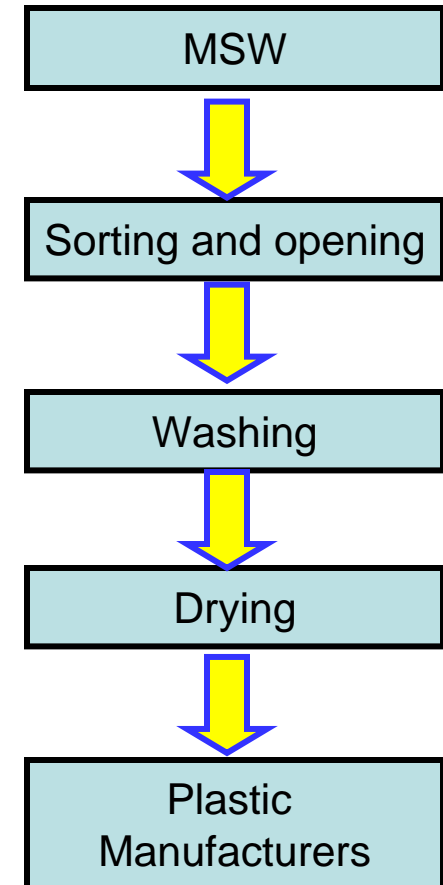 MSW
Sorting and opening
Washing
Drying
Plastic
Manufacturers